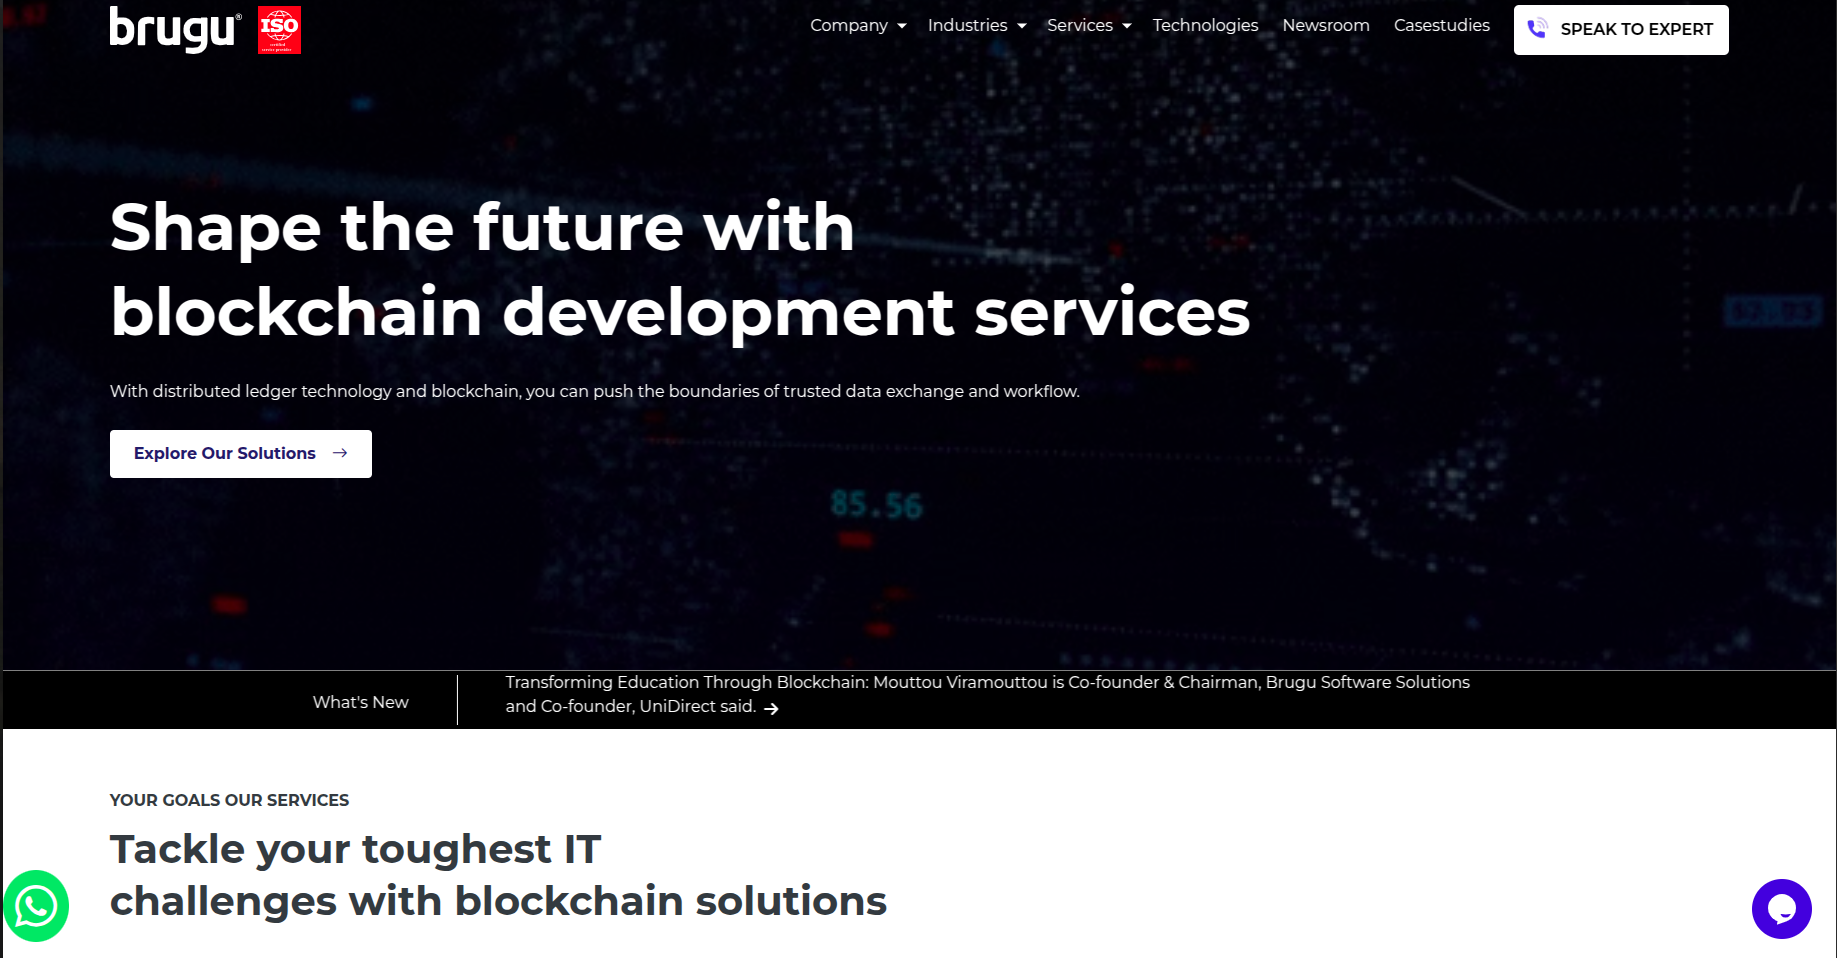 brugu®
ISO
certified
service provider
Company
Industries
Services
Technologies
Newsroom
Casestudies
SPEAK TO EXPERT
Shape the future with
blockchain development services
With distributed ledger technology and blockchain, you can push the boundaries of trusted data exchange and workflow.
Explore Our Solutions
85.56
What's New
Transforming Education Through Blockchain: Mouttou Viramouttou is Co-founder & Chairman, Brugu Software Solutions
and Co-founder, UniDirect said.
YOUR GOALS OUR SERVICES
Tackle your toughest IT
challenges with blockchain solutions